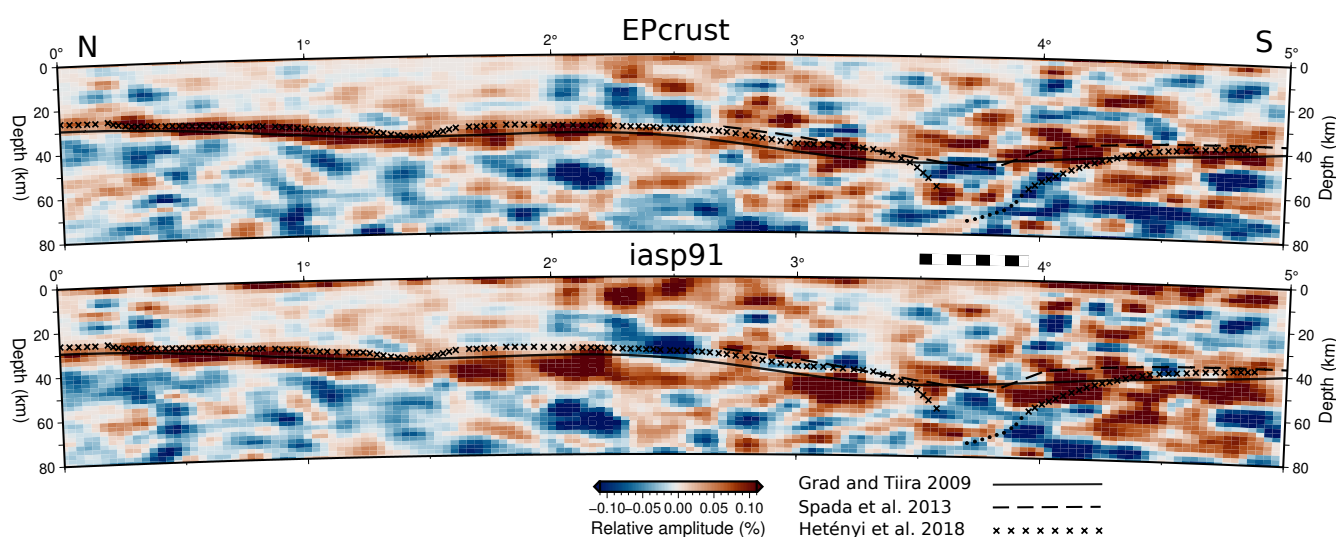 EPcrust
N S
0° 1° 2° 3° 4° 5°
0 0
20 20
40 40
60 60
80 80
Depth (km) Depth (km)
iasp91
0° 1° 2° 3° 4° 5°
0 0
20 20
40 40
60 60
80 80
Depth (km) Depth (km)
−0.10 −0.05 0.00 0.05 0.10
Relative amplitude (%)
Grad and Tiira 2009
Spada et al. 2013
Hetényi et al. 2018